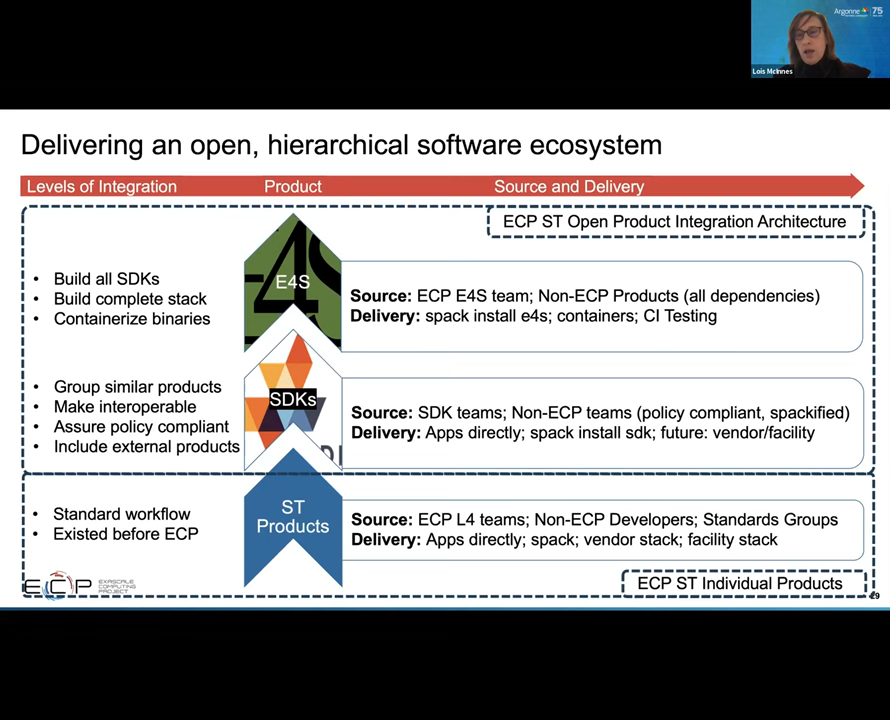 Argonne 75
Lois McInnes
Delivering an open, hierarchical software ecosystem
Levels of Integration Product Source and Delivery
ECP ST Open Product Integration Architecture
• Build all SDKs
• Build complete stack
• Containerize binaries
E4S
Source: ECP E4S team; Non-ECP Products (all dependencies)
Delivery: spack install e4s; containers; CI Testing
• Group similar products
• Make interoperable
• Assure policy compliant
• Include external products
SDKs
Source: SDK teams; Non-ECP teams (policy compliant, spackified)
Delivery: Apps directly; spack install sdk; future: vendor/facility
• Standard workflow
• Existed before ECP
ST
Products
Source: ECP L4 teams; Non-ECP Developers; Standards Groups
Delivery: Apps directly; spack; vendor stack; facility stack
ECP EXASCALE
COMPUTING
PROJECT
ECP ST Individual Products
29